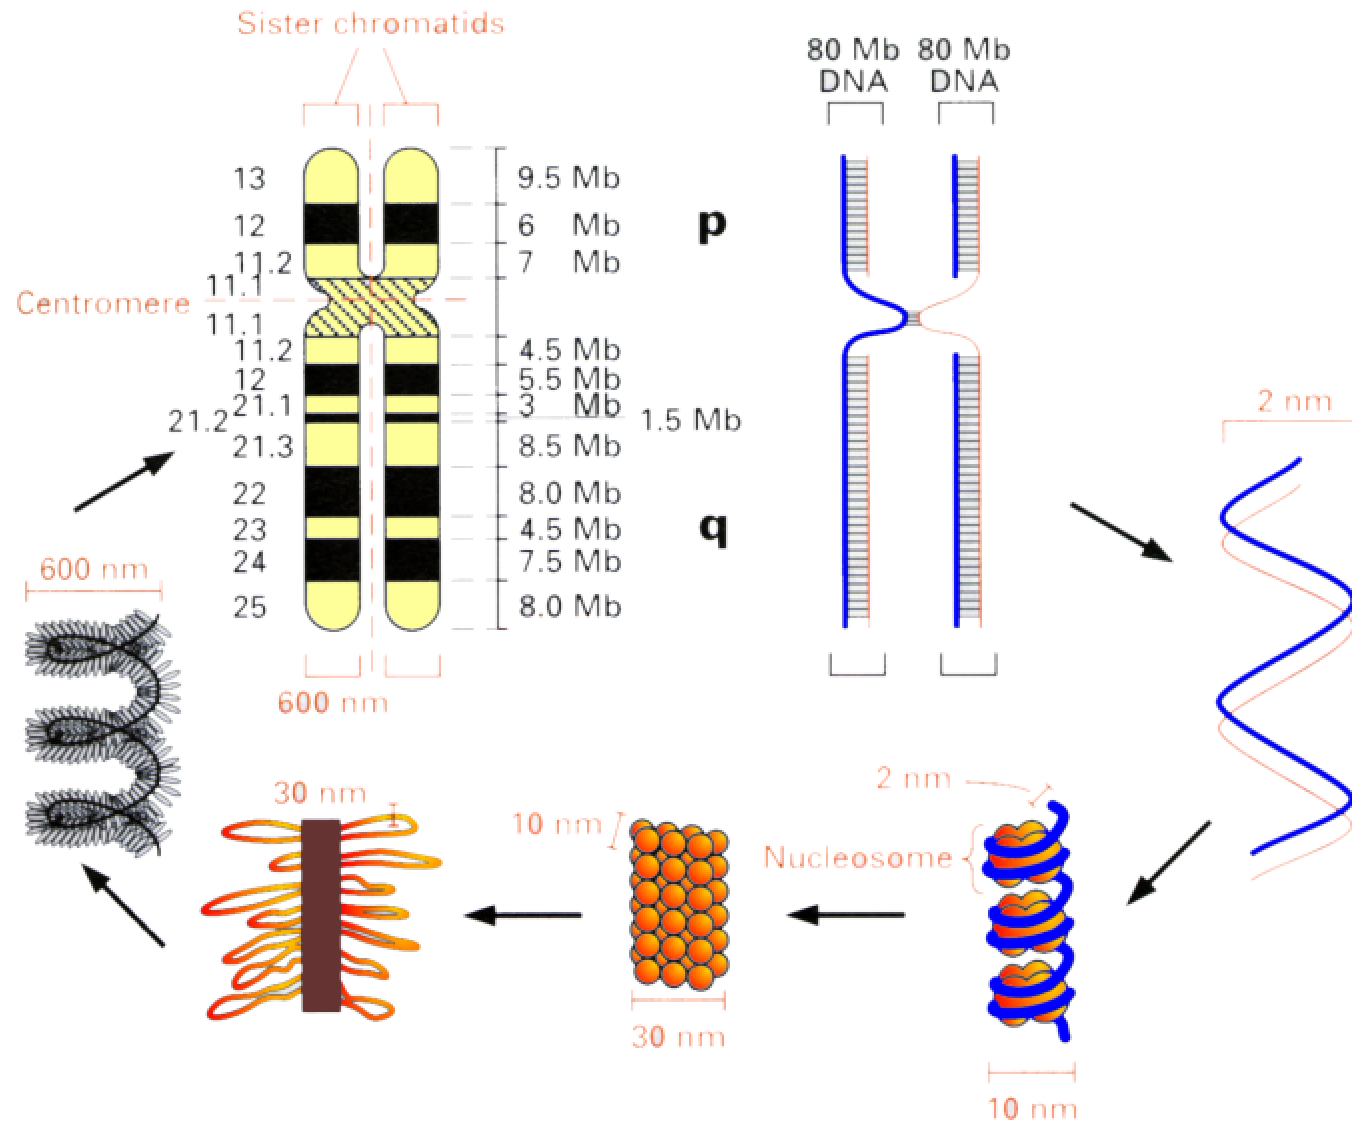 Sister chromatids
80 Mb 80 Mb
DNA DNA
13 9.5 Mb
12 6 Mb
p
11.2 7 Mb
11.1
Centromere
11.1
11.2 4.5 Mb
12 5.5 Mb
21.1 3 Mb
21.2 1.5 Mb
21.3 8.5 Mb
22 8.0 Mb
q
23 4.5 Mb
24 7.5 Mb
25 8.0 Mb
600 nm
2 nm
600 nm
30 nm
10 nm
2 nm
Nucleosome
30 nm
10 nm